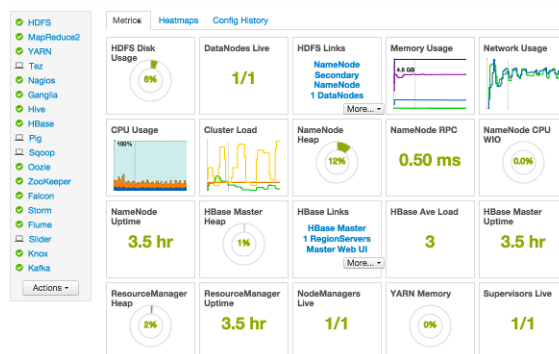 HDFS
MapReduce2
YARN
Tez
Nagios
Ganglia
Hive
HBase
Pig
Sqoop
Oozie
ZooKeeper
Falcon
Storm
Flume
Slider
Knox
Kafka
Actions
Metrics
Heatmaps
Config History
HDFS Disk
Usage
6%
DataNodes Live
1/1
HDFS Links
NameNode
Secondary
NameNode
1 DataNodes
More...
Memory Usage
4.6 GB
Network Usage
CPU Usage
100%
Cluster Load
NameNode
Heap
12%
NameNode RPC
0.50 ms
NameNode CPU
WIO
0.0%
NameNode
Uptime
3.5 hr
HBase Master
Heap
1%
HBase Links
HBase Master
1 RegionServers
Master Web UI
More...
HBase Ave Load
3
HBase Master
Uptime
3.5 hr
ResourceManager
Heap
2%
ResourceManager
Uptime
3.5 hr
NodeManagers
Live
1/1
YARN Memory
0%
Supervisors Live
1/1